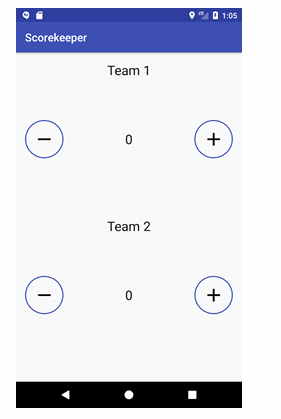 1:05
Scorekeeper
Team 1
− 0 +
Team 2
− 0 +